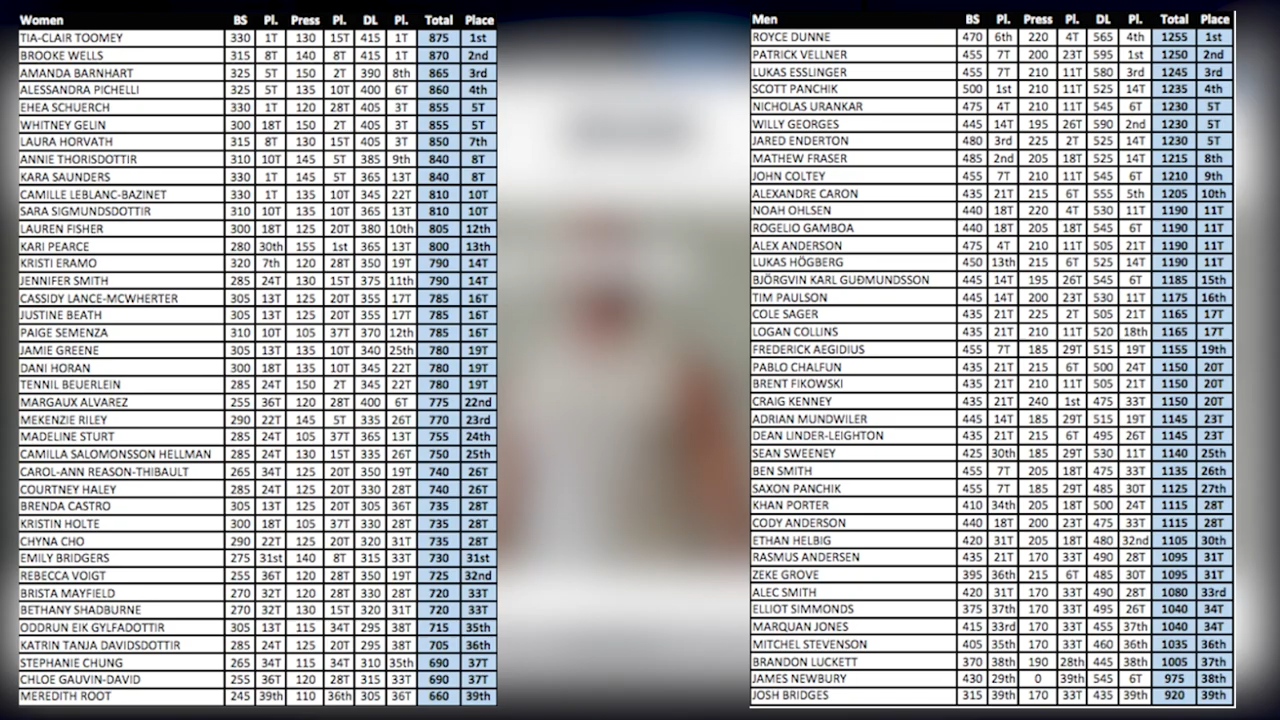 Women BS Pl. Press Pl. DL Pl. Total Place
TIA-CLAIR TOOMEY 330 1T 130 15T 415 1T 875 1st
BROOKE WELLS 315 8T 140 8T 415 1T 870 2nd
AMANDA BARNHART 325 5T 150 2T 390 8th 865 3rd
ALESSANDRA PICHELLI 325 5T 135 10T 400 6T 860 4th
EHEA SCHUERCH 330 1T 120 28T 405 3T 855 5T
WHITNEY GELIN 300 18T 150 2T 405 3T 855 5T
LAURA HORVATH 315 8T 130 15T 405 3T 850 7th
ANNIE THORISDOTTIR 310 10T 145 5T 385 9th 840 8T
KARA SAUNDERS 330 1T 145 5T 365 13T 840 8T
CAMILLE LEBLANC-BAZINET 330 1T 135 10T 345 22T 810 10T
SARA SIGMUNDSDOTTIR 310 10T 135 10T 365 13T 810 10T
LAUREN FISHER 300 18T 125 20T 380 10th 805 12th
KARI PEARCE 280 30th 155 1st 365 13T 800 13th
KRISTI ERAMO 320 7th 120 28T 350 19T 790 14T
JENNIFER SMITH 300 24T 130 15T 375 11th 790 14T
CASSIDY LANCE-MCWHERTER 305 13T 125 20T 355 17T 785 16T
JUSTINE BEATH 305 13T 125 20T 355 17T 785 16T
PAIGE SEMENZA 310 10T 105 37T 370 12th 785 16T
JAMIE GREENE 305 13T 135 10T 340 25th 780 19T
DANI HORAN 300 18T 135 10T 345 22T 780 19T
TENNIL BEUERLEIN 285 24T 150 2T 345 22T 780 19T
MARGAUX ALVAREZ 255 36T 120 28T 400 6T 775 22nd
MEKENZIE RILEY 290 22T 145 5T 335 26T 770 23rd
MADELINE STURT 285 24T 105 37T 365 13T 755 24th
CAMILLA SALOMONSSON HELLMAN 285 24T 130 15T 335 26T 750 25th
CAROL-ANN REASON-THIBAULT 265 34T 125 20T 350 19T 740 26T
COURTNEY HALEY 285 24T 125 20T 330 28T 740 26T
BRENDA CASTRO 305 13T 125 20T 305 36T 735 28T
KRISTIN HOLTE 300 18T 105 37T 330 28T 735 28T
CHYNA CHO 290 22T 125 20T 320 31T 735 28T
EMILY BRIDGERS 275 31st 140 8T 315 33T 730 31st
REBECCA VOIGT 255 36T 120 28T 350 19T 725 32nd
BRISTA MAYFIELD 270 32T 120 28T 330 28T 720 33T
BETHANY SHADBURNE 270 32T 130 15T 320 31T 720 33T
ODDRUN EIK GYLFADOTTIR 305 13T 115 34T 295 38T 715 35th
KATRIN TANJA DAVIDSDOTTIR 285 24T 125 20T 295 38T 705 36th
STEPHANIE CHUNG 265 34T 115 34T 310 35th 690 37T
CHLOE GAUVIN-DAVID 255 36T 120 28T 315 33T 690 37T
MEREDITH ROOT 245 39th 110 36th 305 36T 660 39th
Men BS Pl. Press Pl. DL Pl. Total Place
ROYCE DUNNE 470 6th 220 4T 565 4th 1255 1st
PATRICK VELLNER 455 7T 200 23T 595 1st 1250 2nd
LUKAS ESSLINGER 455 7T 210 11T 580 3rd 1245 3rd
SCOTT PANCHIK 500 1st 210 11T 525 14T 1235 4th
NICHOLAS URANKAR 475 4T 210 11T 545 6T 1230 5T
WILLY GEORGES 445 14T 195 26T 590 2nd 1230 5T
JARED ENDERTON 480 3rd 225 2T 525 14T 1230 5T
MATHEW FRASER 485 2nd 205 18T 525 14T 1215 8th
JOHN COLTEY 455 7T 210 11T 545 6T 1210 9th
ALEXANDRE CARON 435 21T 215 6T 555 5th 1205 10th
NOAH OHLSEN 440 18T 220 4T 530 11T 1190 11T
ROGELIO GAMBOA 440 18T 205 18T 545 6T 1190 11T
ALEX ANDERSON 475 4T 210 11T 505 21T 1190 11T
LUKAS HÖGBERG 450 13th 215 6T 525 14T 1190 11T
BJÖRGVIN KARL GUÐMUNDSSON 445 14T 195 26T 545 6T 1185 15th
TIM PAULSON 445 14T 200 23T 530 11T 1175 16th
COLE SAGER 435 21T 225 2T 505 21T 1165 17T
LOGAN COLLINS 435 21T 210 11T 520 18th 1165 17T
FREDERICK AEGIDIUS 455 7T 185 29T 515 19T 1155 19th
PABLO CHALFUN 435 21T 215 6T 500 24T 1150 20T
BRENT FIKOWSKI 435 21T 210 11T 505 21T 1150 20T
CRAIG KENNEY 435 21T 240 1st 475 33T 1150 20T
ADRIAN MUNDWILER 445 14T 185 29T 515 19T 1145 23T
DEAN LINDER-LEIGHTON 435 21T 215 6T 495 26T 1145 23T
SEAN SWEENEY 425 30th 185 29T 530 11T 1140 25th
BEN SMITH 455 7T 205 18T 475 33T 1135 26th
SAXON PANCHIK 455 7T 185 29T 485 30T 1125 27th
KHAN PORTER 410 34th 205 18T 500 24T 1115 28T
CODY ANDERSON 440 18T 200 23T 475 33T 1115 28T
ETHAN HELBIG 420 31T 205 18T 480 32nd 1105 30th
RASMUS ANDERSEN 435 21T 170 33T 490 28T 1095 31T
ZEKE GROVE 395 36th 215 6T 485 30T 1095 31T
ALEC SMITH 420 31T 170 33T 490 28T 1080 33rd
ELLIOT SIMMONDS 375 37th 170 33T 495 26T 1040 34T
MARQUAN JONES 415 33rd 170 33T 455 37th 1040 34T
MITCHEL STEVENSON 405 35th 170 33T 460 36th 1035 36th
BRANDON LUCKETT 370 38th 190 28th 445 38th 1005 37th
JAMES NEWBURY 430 29th 0 39th 545 6T 975 38th
JOSH BRIDGES 315 39th 170 33T 435 39th 920 39th